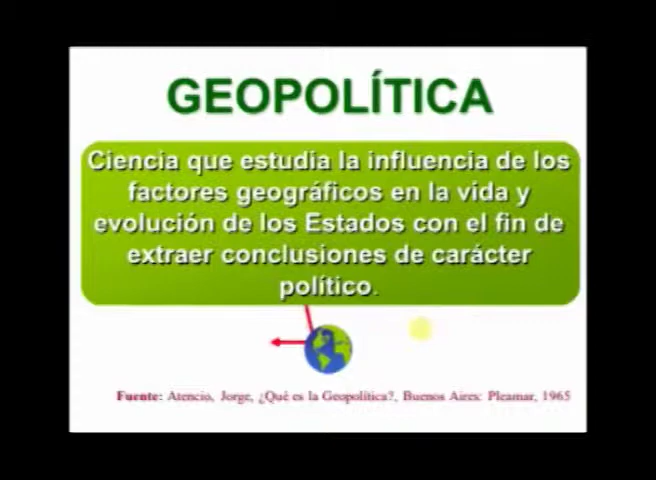 GEOPOLÍTICA
Ciencia que estudia la influencia de los
factores geográficos en la vida y
evolución de los Estados con el fin de
extraer conclusiones de carácter
político.
Fuente: Atencio, Jorge, ¿Qué es la Geopolítica?, Buenos Aires: Pleamar, 1965